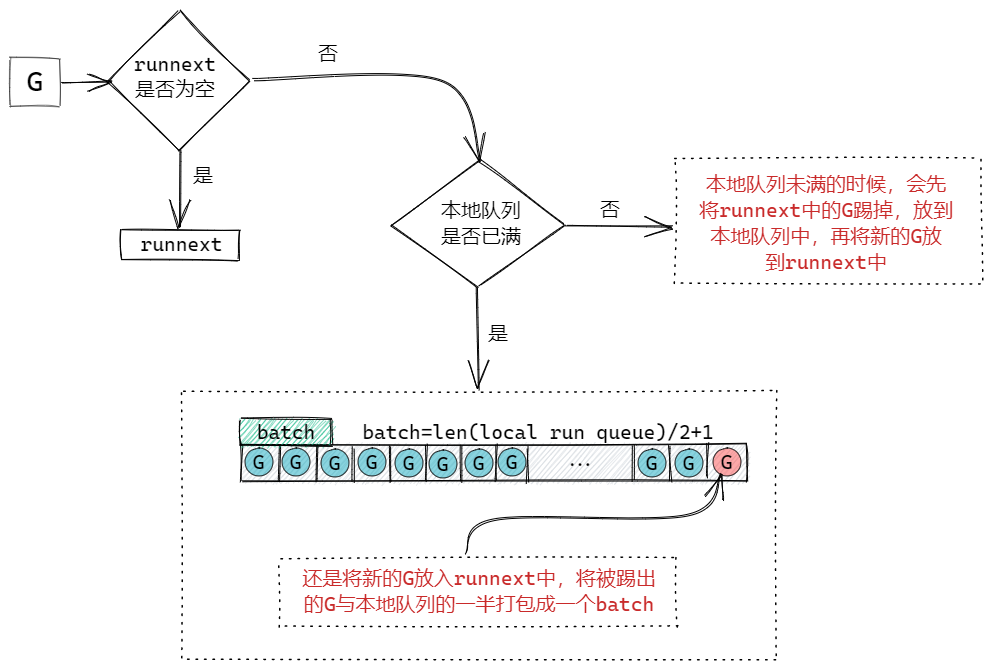 G
runnext
是否为空
否
是
runnext
本地队列
是否已满
否
本地队列未满的时候，会先
将runnext中的G踢掉，放到
本地队列中，再将新的G放
到runnext中
是
batch
batch=len(local run queue)/2+1
G G G G G G G G ... G G G
还是将新的G放入runnext中，将被踢出
的G与本地队列的一半打包成一个batch